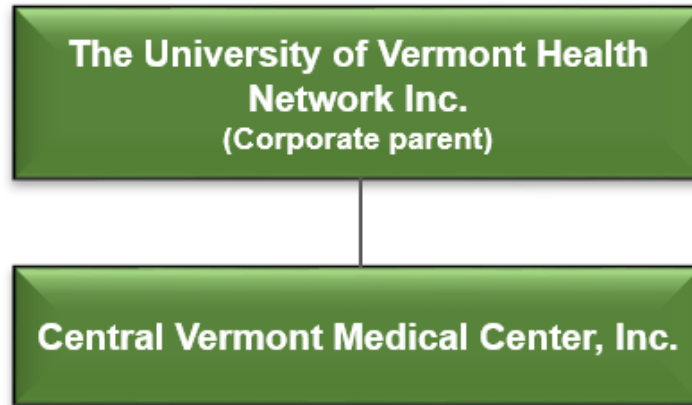 The University of Vermont Health
Network Inc.
(Corporate parent)
Central Vermont Medical Center, Inc.